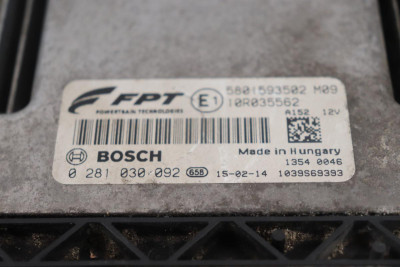 FPT
POWERTRAIN TECHNOLOGIES
E1
5801593502 M09
10R035562
A152 12V
BOSCH
Made in Hungary
1354 0046
0 281 030 092 658 15-02-14 1039S69393